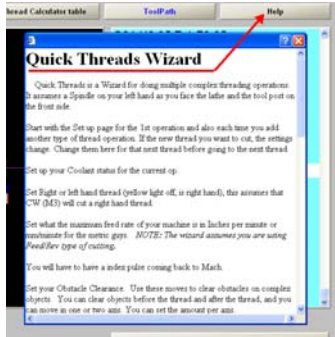 hread Calculator table ToolPath Help
Quick Threads Wizard
Quick Threads is a Wizard for doing multiple complex threading operations.
It assumes a Spindle on your left hand as you face the lathe and the tool post on
the front side.
Start with the Set up page for the 1st operation and also each time you add
another type of thread operation. If the new thread you want to cut, the settings
change. Change them here for that next thread before going to the next thread
Set up your Coolant status for the current op.
Set Right or left hand thread (yellow light off, is right hand), this assumes that
CW (M3) will cut a right hand thread.
Set what the maximum feed rate of your machine is in Inches per minute or
mm/minute for the metric guys. NOTE: The wizard assumes you are using
Feed/Rev type of cutting.
You will have to have a index pulse coming back to Mach.
Set your Obstacle Clearance. Use these moves to clear obstacles on complex
objects. You can clear objects before the thread and after the thread, and you
can move in one or two axis. You can set the amount per axis.